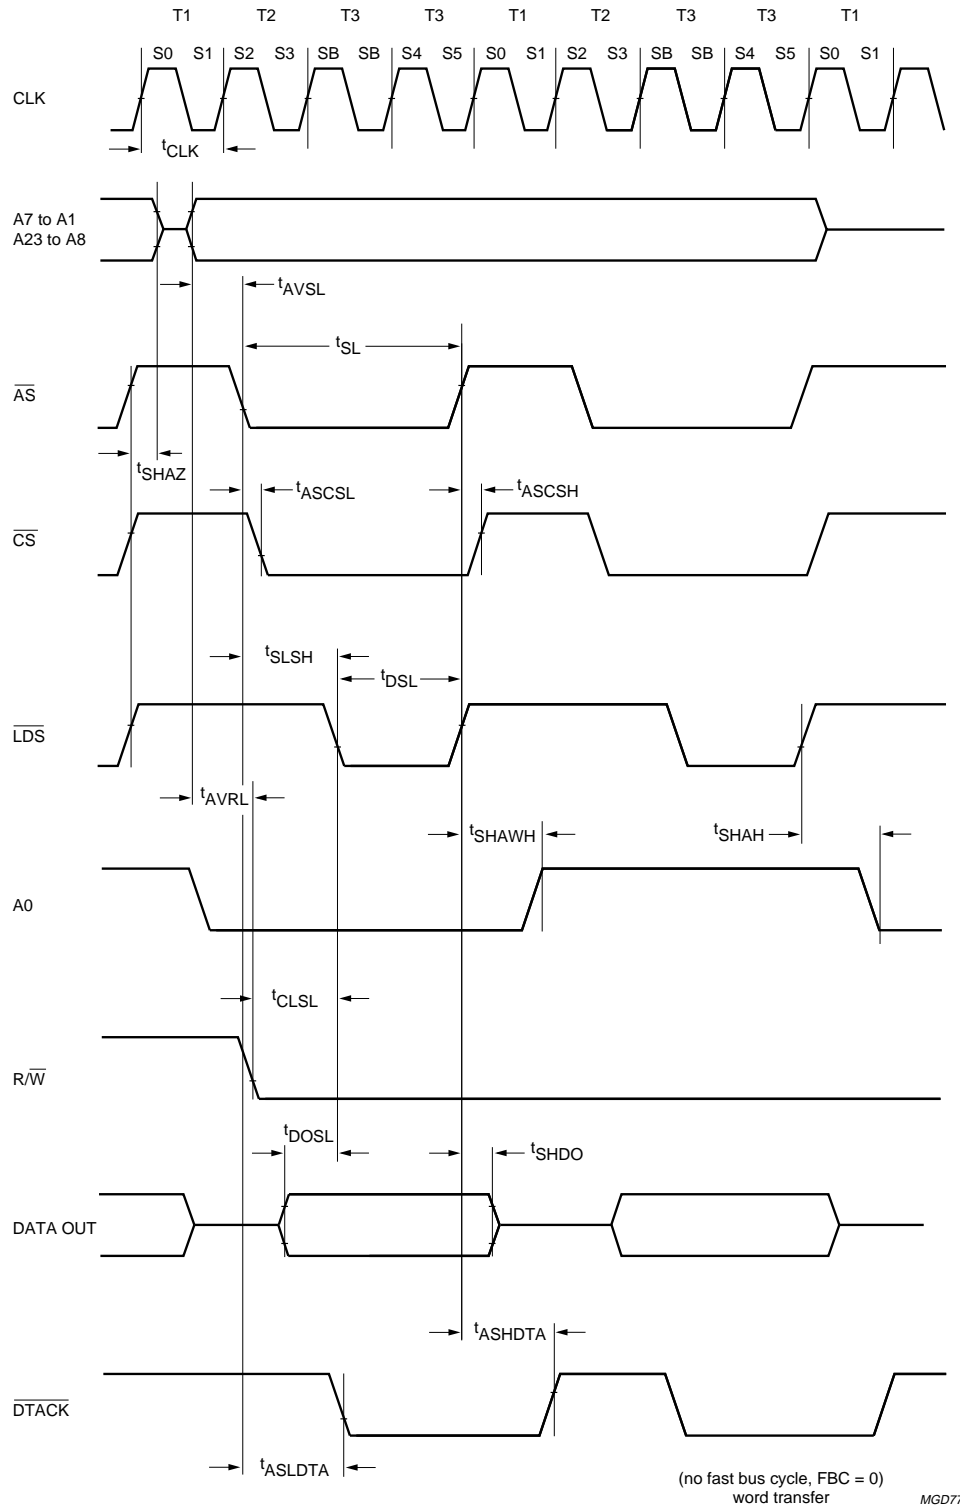 T1 T2 T3 T3 T1 T2 T3 T3 T1
S0 S1 S2 S3 SB SB S4 S5 S0 S1 S2 S3 SB SB S4 S5 S0 S1
CLK
tCLK
A7 to A1
A23 to A8
tAVSL
tSL
AS
tSHAZ
tASCSL tASCSH
CS
tSLSH
tDSL
LDS
tAVRL
tSHAWH tSHAH
A0
tCLSL
R/W
tDOSL tSHDO
DATA OUT
tASHDTA
DTACK
tASLDTA
(no fast bus cycle, FBC = 0)
word transfer
MGD77